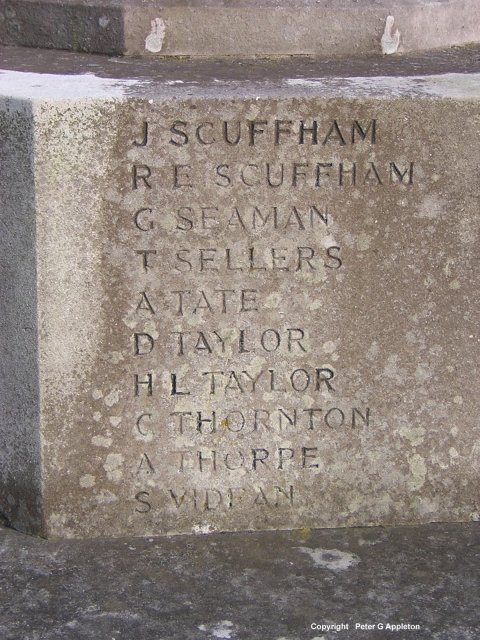 J SCUFFHAM
R E SCUFFHAM
G SEAMAN
T SELLERS
A TATE
D TAYLOR
H L TAYLOR
C THORNTON
A THORPE
S VIDEAN
Copyright Peter G Appleton